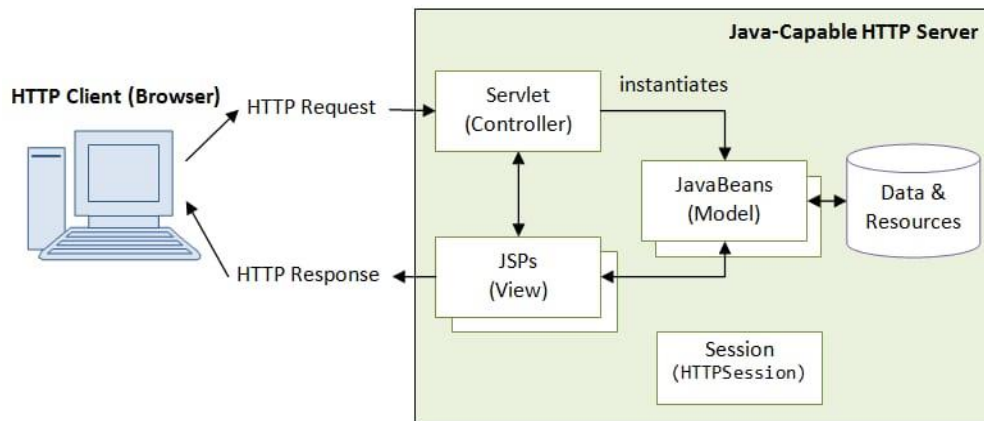 Java-Capable HTTP Server
HTTP Client (Browser)
HTTP Request
Servlet
(Controller)
instantiates
JavaBeans
(Model)
Data &
Resources
HTTP Response
JSPs
(View)
Session
(HTTPSession)